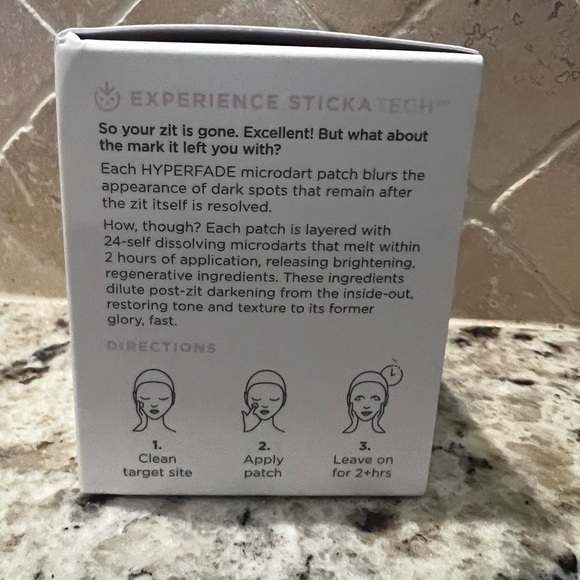 EXPERIENCE STICKATECH
So your zit is gone. Excellent! But what about
the mark it left you with?
Each HYPERFADE microdart patch blurs the
appearance of dark spots that remain after
the zit itself is resolved.
How, though? Each patch is layered with
24-self dissolving microdarts that melt within
2 hours of application, releasing brightening,
regenerative ingredients. These ingredients
dilute post-zit darkening from the inside-out,
restoring tone and texture to its former
glory, fast.
DIRECTIONS
1.
Clean
target site
2.
Apply
patch
3.
Leave on
for 2+hrs